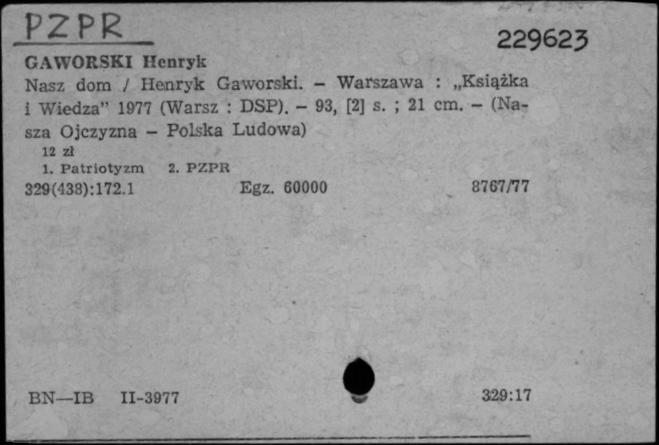 PZPR
229623
GAWORSKI Henryk
Nasz dom / Henryk Gaworski. – Warszawa : „Książka
i Wiedza” 1977 (Warsz : DSP). – 93, [2] s. ; 21 cm. – (Na-
sza Ojczyzna – Polska Ludowa)
12 zł
1. Patriotyzm 2. PZPR
329(438):172.1 Egz. 60000 8767/77
BN—IB II-3977 329:17